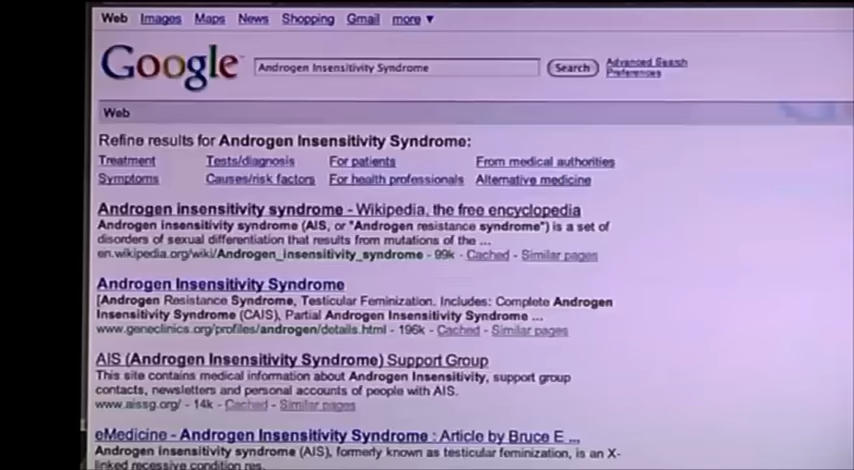 Web Images Maps News Shopping Gmail more ▼
Google Androgen Insensitivity Syndrome Search Advanced Search
Preferences
Web
Refine results for Androgen Insensitivity Syndrome:
Treatment Tests/diagnosis For patients From medical authorities
Symptoms Causes/risk factors For health professionals Alternative medicine
Androgen insensitivity syndrome - Wikipedia, the free encyclopedia
Androgen insensitivity syndrome (AIS, or "Androgen resistance syndrome") is a set of
disorders of sexual differentiation that results from mutations of the ...
en.wikipedia.org/wiki/Androgen_insensitivity_syndrome - 99k - Cached - Similar pages
Androgen Insensitivity Syndrome
[Androgen Resistance Syndrome, Testicular Feminization. Includes: Complete Androgen
Insensitivity Syndrome (CAIS), Partial Androgen Insensitivity Syndrome ...
www.geneclinics.org/profiles/androgen/details.html - 196k - Cached - Similar pages
AIS (Androgen Insensitivity Syndrome) Support Group
This site contains medical information about Androgen Insensitivity, support group
contacts, newsletters and personal accounts of people with AIS.
www.aissg.org/ - 14k - Cached - Similar pages
eMedicine - Androgen Insensitivity Syndrome : Article by Bruce E ...
Androgen insensitivity syndrome (AIS), formerly known as testicular feminization, is an X-
linked recessive condition res